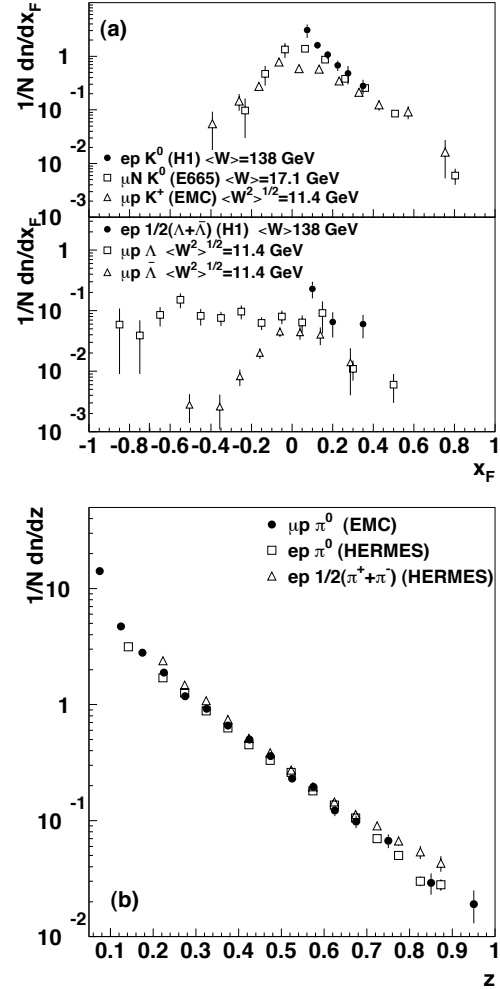 (a)
1/N dn/dx_F
1
10^-1
10^-2
10^-3
ep K^0 (H1) <W>=138 GeV
μN K^0 (E665) <W>=17.1 GeV
μp K^+ (EMC) <W^2>^1/2=11.4 GeV
1/N dn/dx_F
1
10^-1
10^-2
10^-3
10
ep 1/2(Λ+Λ̄) (H1) <W>138 GeV
μp Λ <W^2>^1/2=11.4 GeV
μp Λ̄ <W^2>^1/2=11.4 GeV
-1 -0.8 -0.6 -0.4 -0.2 0 0.2 0.4 0.6 0.8 1
x_F
1/N dn/dz
10
1
10^-1
10^-2
μp π^0 (EMC)
ep π^0 (HERMES)
ep 1/2(π^+ +π^-) (HERMES)
(b)
0.1 0.2 0.3 0.4 0.5 0.6 0.7 0.8 0.9 1
z